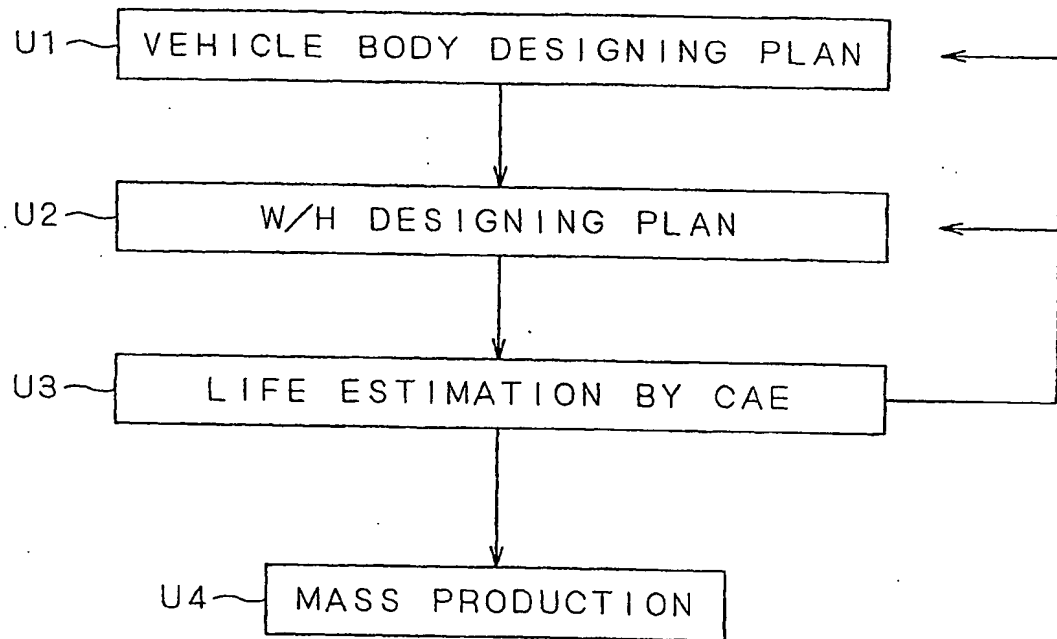 U1 VEHICLE BODY DESIGNING PLAN
U2 W/H DESIGNING PLAN
U3 LIFE ESTIMATION BY CAE
U4 MASS PRODUCTION